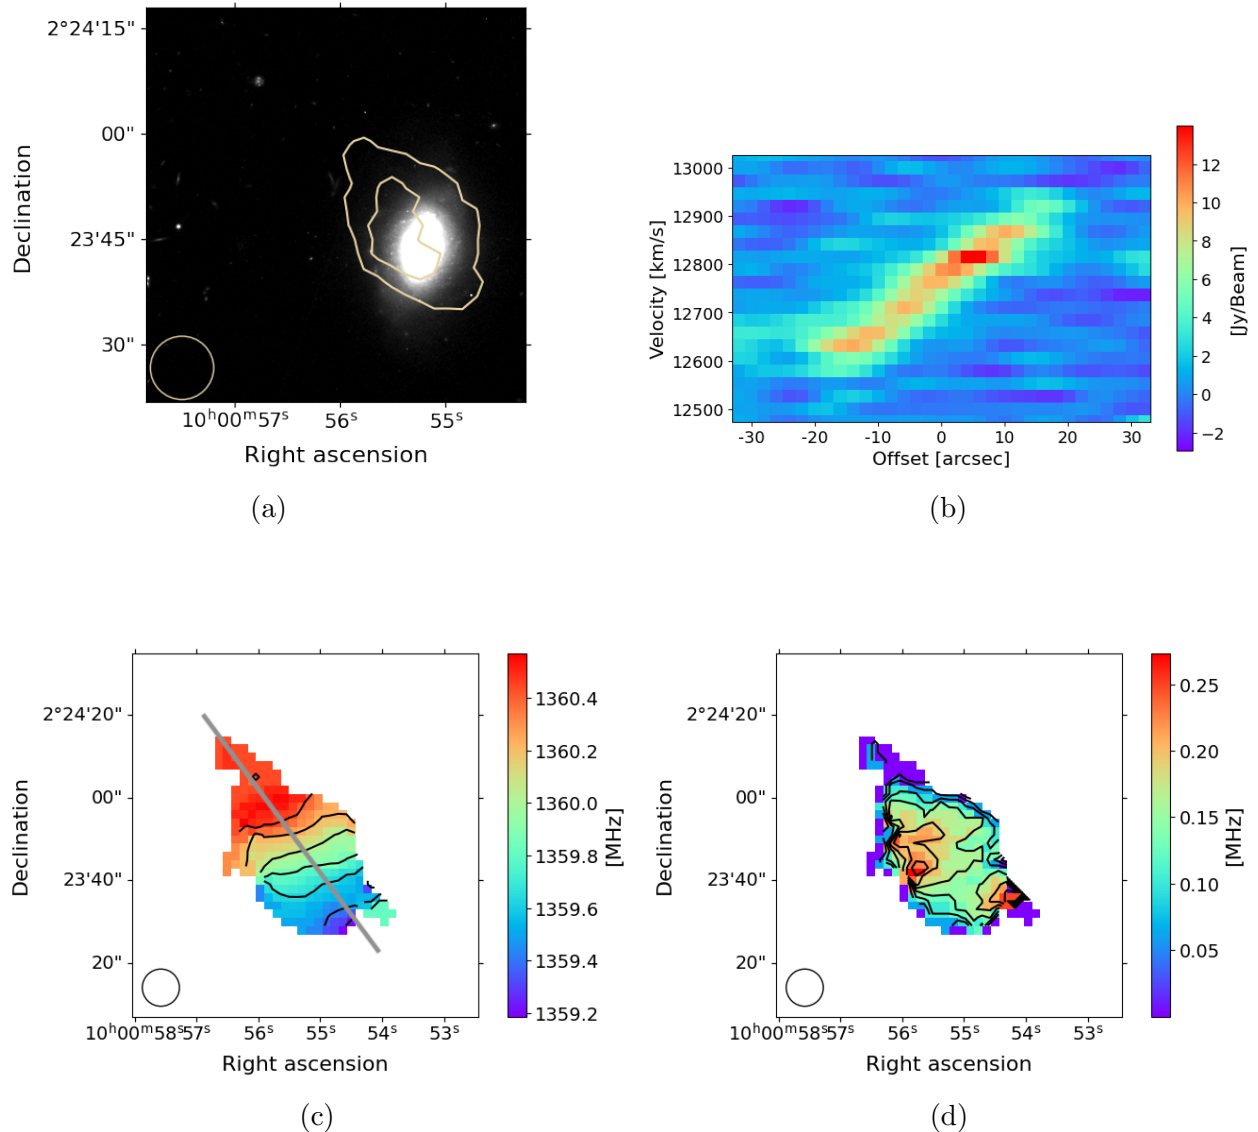 2°24'15"
00"
23'45"
30"
Declination
10ʰ00ᵐ57ˢ 56ˢ 55ˢ
Right ascension
(a)
13000
12900
12800
12700
12600
12500
Velocity [km/s]
-30 -20 -10 0 10 20 30
Offset [arcsec]
12
10
8
6
4
2
0
−2
[Jy/Beam]
(b)
2°24'20"
00"
23'40"
20"
Declination
10ʰ00ᵐ58ˢ57ˢ 56ˢ 55ˢ 54ˢ 53ˢ
Right ascension
1360.4
1360.2
1360.0
1359.8
1359.6
1359.4
1359.2
[MHz]
(c)
2°24'20"
00"
23'40"
20"
Declination
10ʰ00ᵐ58ˢ57ˢ 56ˢ 55ˢ 54ˢ 53ˢ
Right ascension
0.25
0.20
0.15
0.10
0.05
[MHz]
(d)